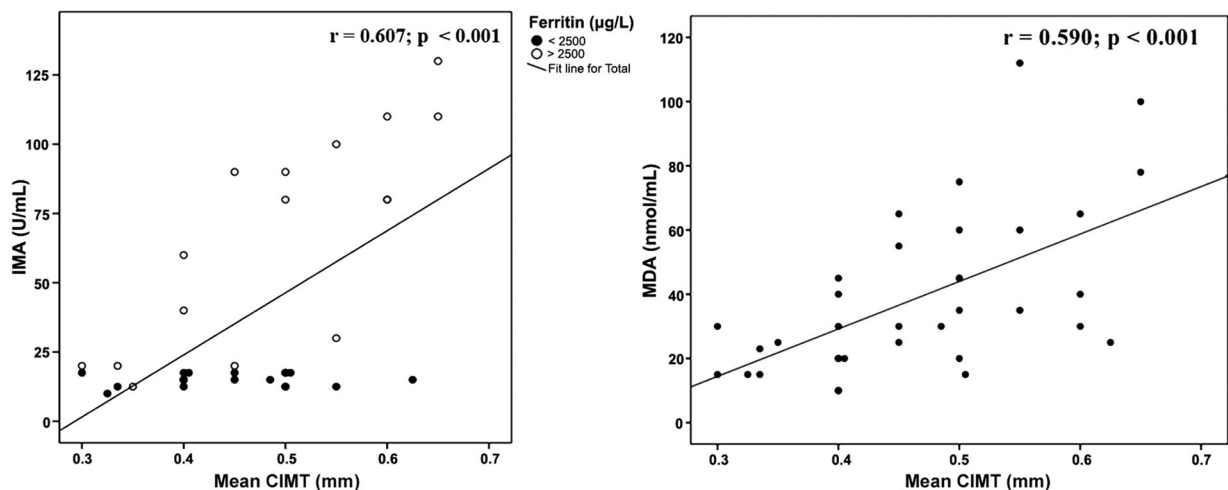 r = 0.607; p < 0.001
125
100
75
50
25
0
IMA (U/mL)
0.3 0.4 0.5 0.6 0.7
Mean CIMT (mm)
Ferritin (µg/L)
< 2500
> 2500
Fit line for Total
r = 0.590; p < 0.001
120
100
80
60
40
20
0
MDA (nmol/mL)
0.3 0.4 0.5 0.6 0.7
Mean CIMT (mm)